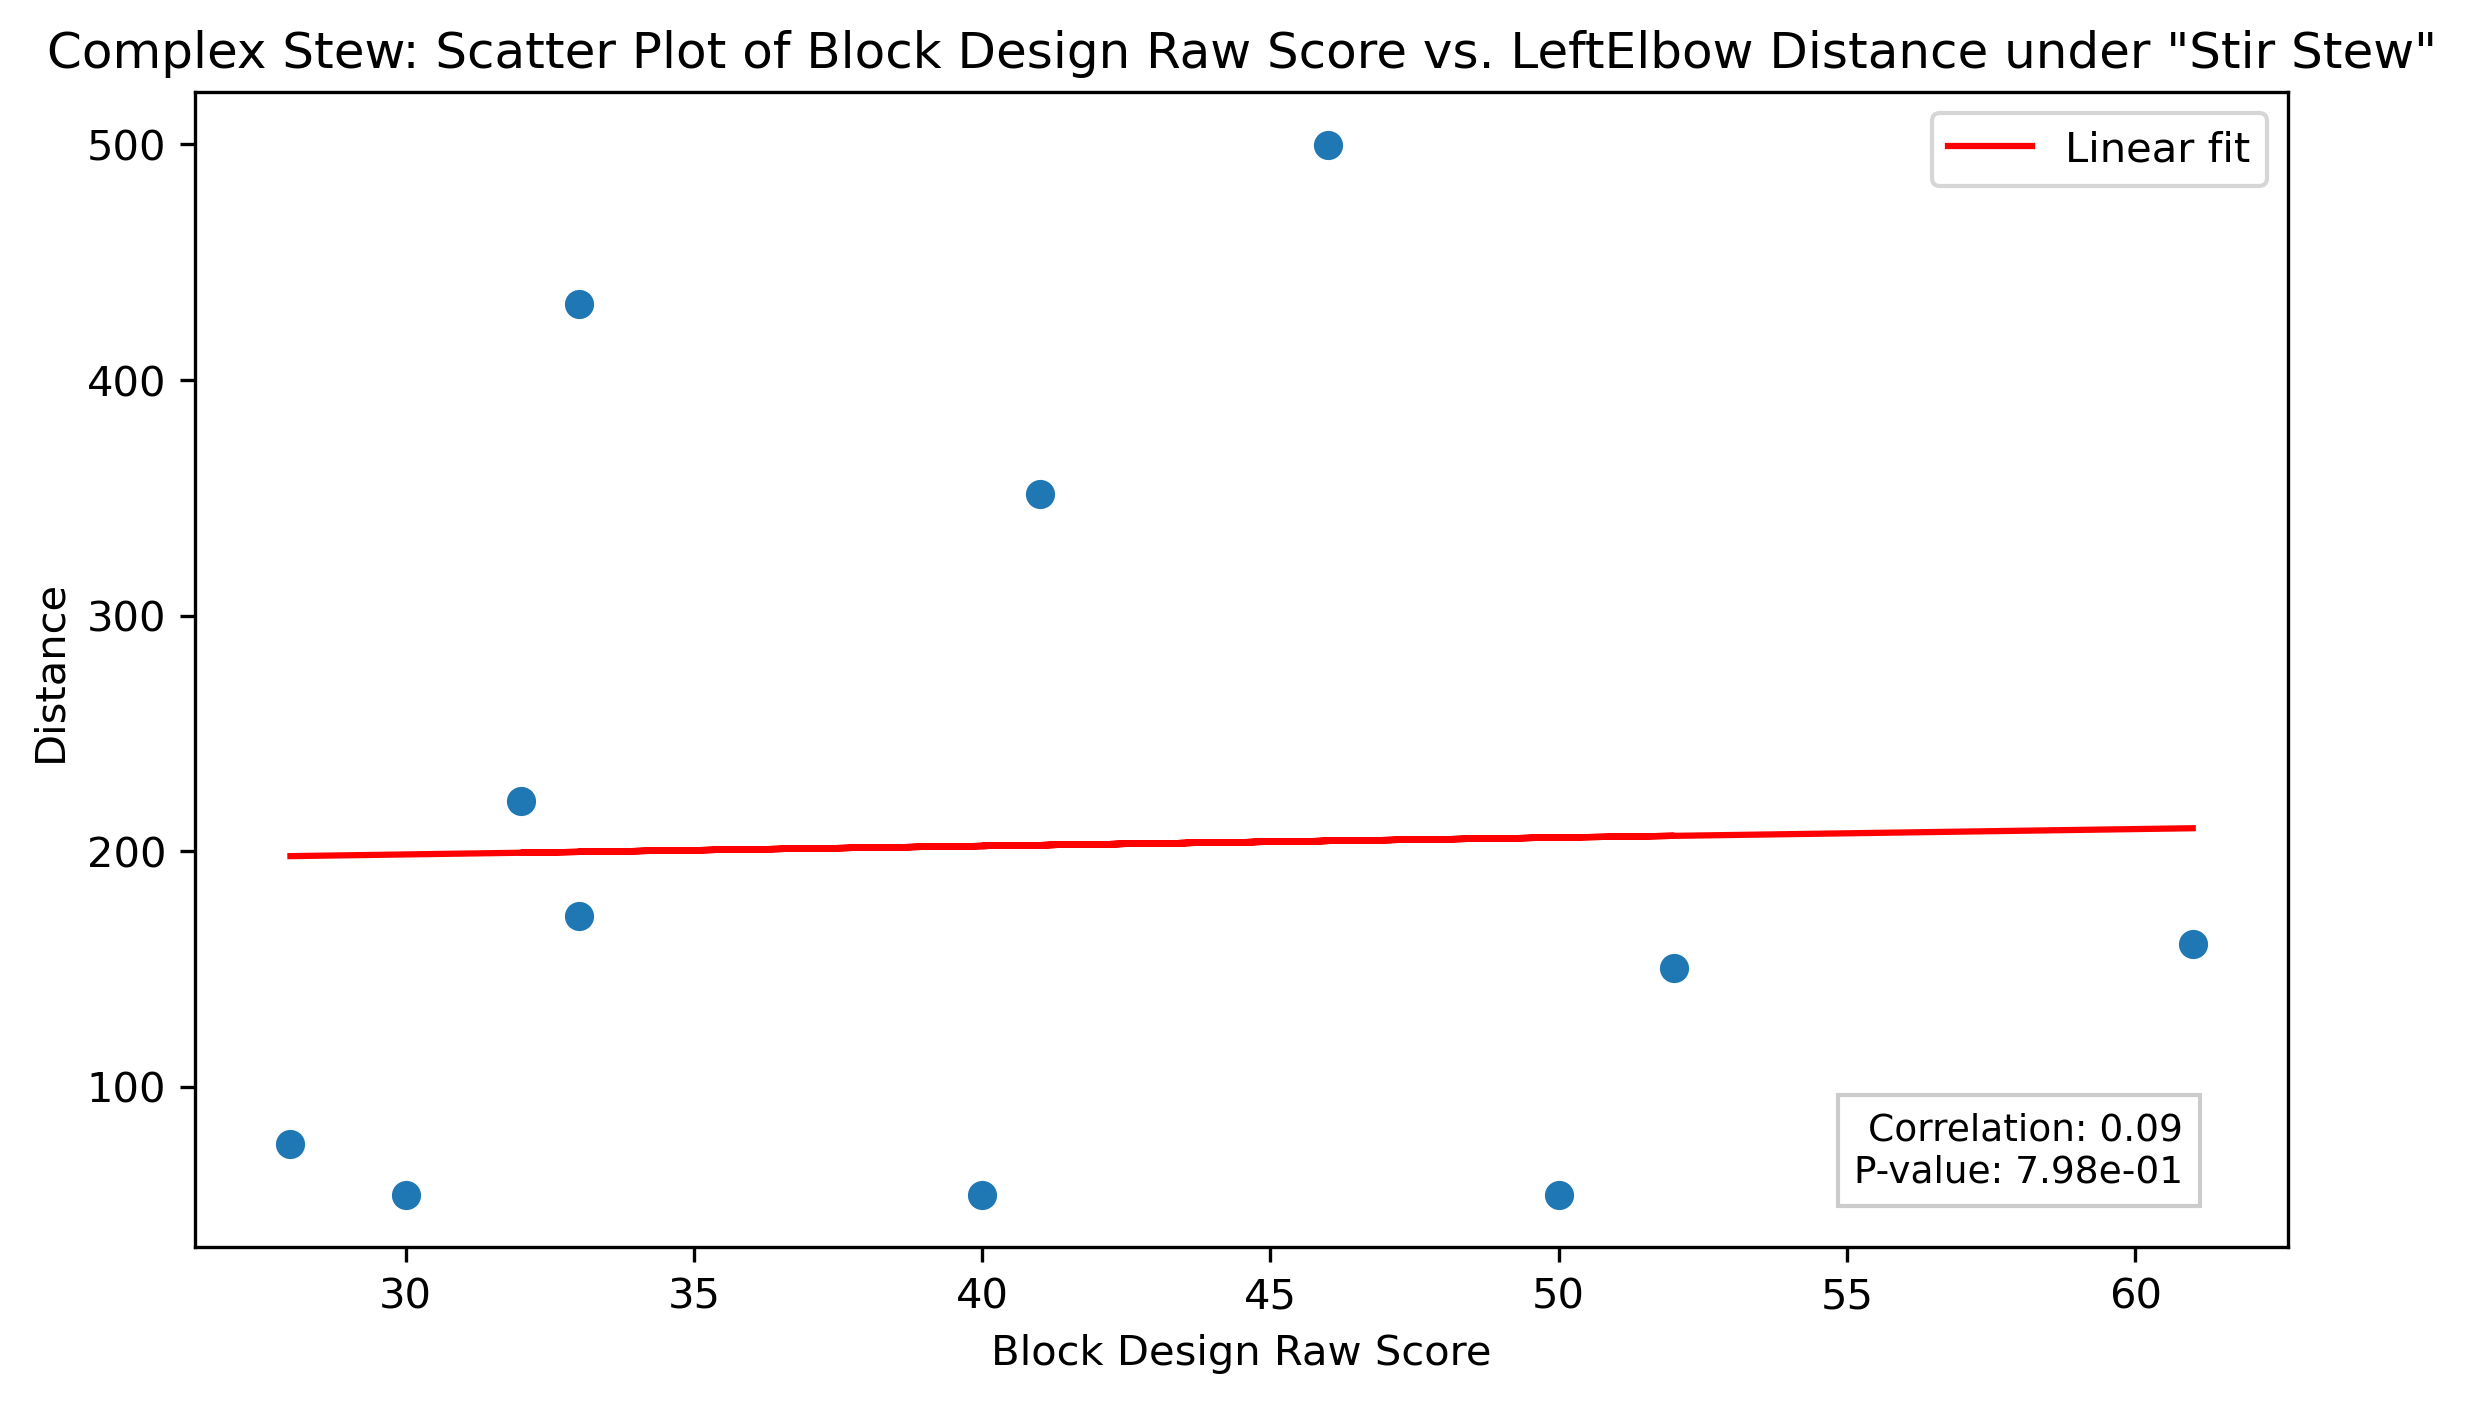 Complex Stew: Scatter Plot of Block Design Raw Score vs. LeftElbow Distance under "Stir Stew"
Linear fit
500
400
300
200
100
Distance
Correlation: 0.09
P-value: 7.98e-01
30 35 40 45 50 55 60
Block Design Raw Score